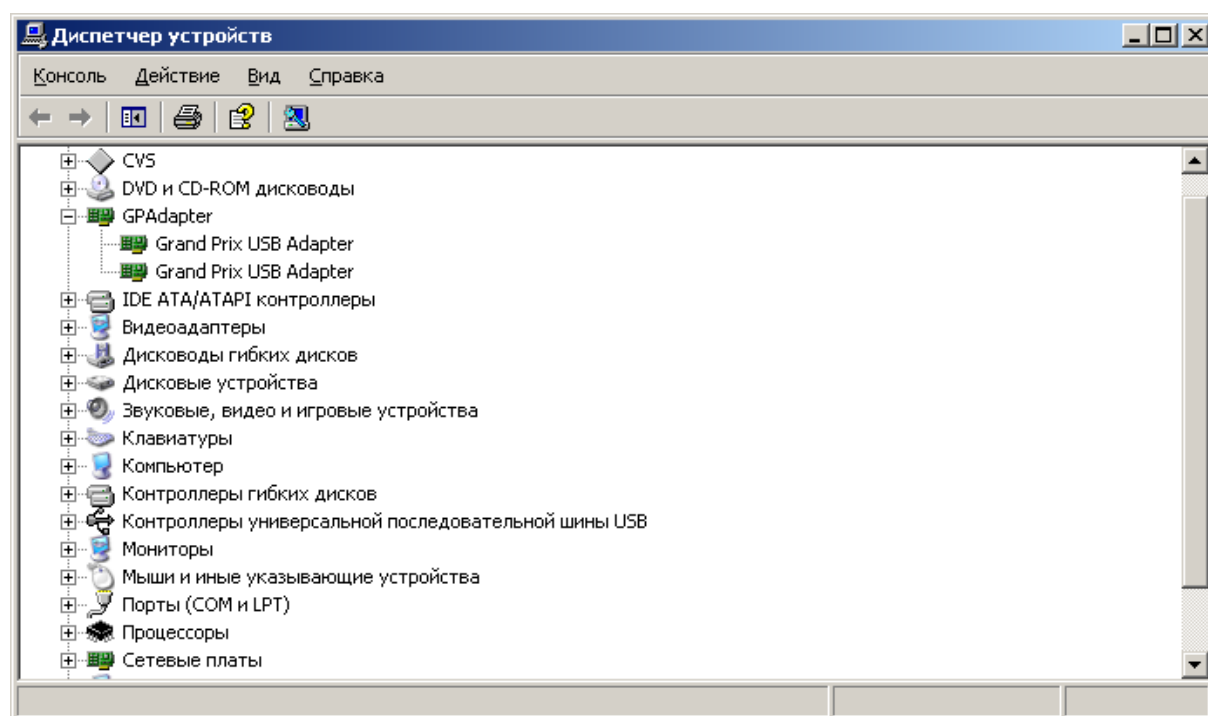 Диспетчер устройств
Консоль Действие Вид Справка
CVS
DVD и CD-ROM дисководы
GPAdapter
Grand Prix USB Adapter
Grand Prix USB Adapter
IDE ATA/ATAPI контроллеры
Видеоадаптеры
Дисководы гибких дисков
Дисковые устройства
Звуковые, видео и игровые устройства
Клавиатуры
Компьютер
Контроллеры гибких дисков
Контроллеры универсальной последовательной шины USB
Мониторы
Мыши и иные указывающие устройства
Порты (COM и LPT)
Процессоры
Сетевые платы